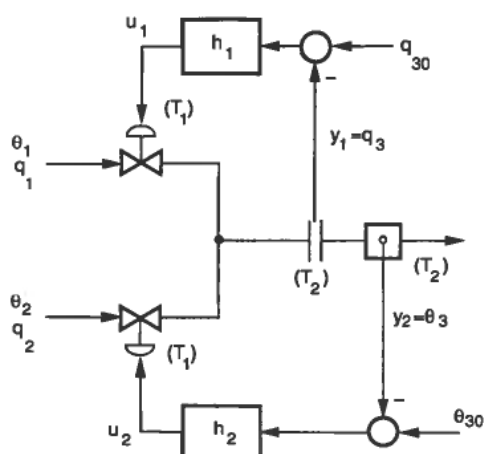 u₁
h₁
q₃₀
−
(T₁)
θ₁
q₁
y₁=q₃
(T₂)
(T₂)
θ₂
q₂
(T₁)
y₂=θ₃
−
u₂
h₂
θ₃₀